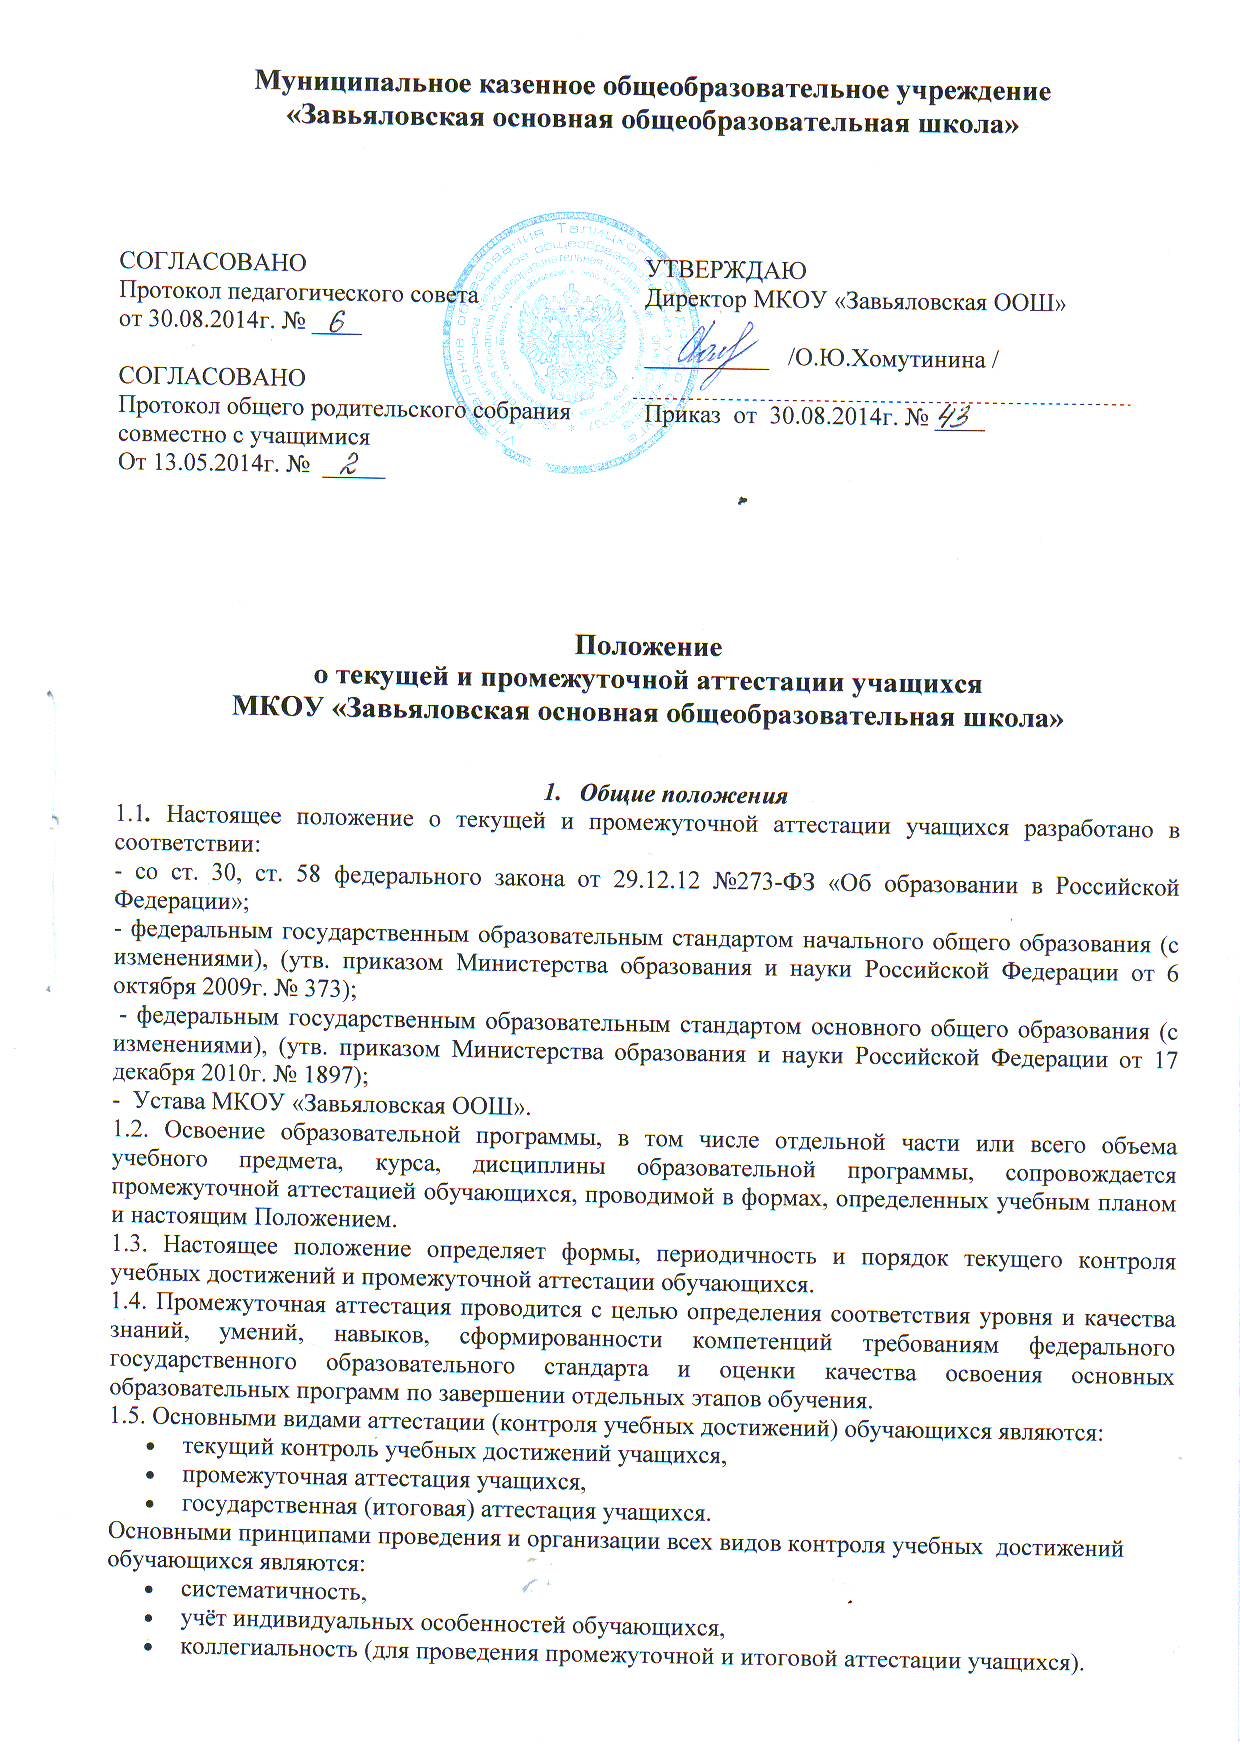 Муниципальное казенное общеобразовательное учреждение
«Завьяловская основная общеобразовательная школа»
СОГЛАСОВАНО
Протокол педагогического совета
от 30.08.2014г. № 6
СОГЛАСОВАНО
Протокол общего родительского собрания
совместно с учащимися
От 13.05.2014г. № 2
УТВЕРЖДАЮ
Директор МКОУ «Завьяловская ООШ»
/О.Ю.Хомутинина /
Приказ от 30.08.2014г. № 43
Положение
о текущей и промежуточной аттестации учащихся
МКОУ «Завьяловская основная общеобразовательная школа»
1. Общие положения
1.1. Настоящее положение о текущей и промежуточной аттестации учащихся разработано в
соответствии:
- со ст. 30, ст. 58 федерального закона от 29.12.12 №273-ФЗ «Об образовании в Российской
Федерации»;
- федеральным государственным образовательным стандартом начального общего образования (с
изменениями), (утв. приказом Министерства образования и науки Российской Федерации от 6
октября 2009г. № 373);
- федеральным государственным образовательным стандартом основного общего образования (с
изменениями), (утв. приказом Министерства образования и науки Российской Федерации от 17
декабря 2010г. № 1897);
- Устава МКОУ «Завьяловская ООШ».
1.2. Освоение образовательной программы, в том числе отдельной части или всего объема
учебного предмета, курса, дисциплины образовательной программы, сопровождается
промежуточной аттестацией обучающихся, проводимой в формах, определенных учебным планом
и настоящим Положением.
1.3. Настоящее положение определяет формы, периодичность и порядок текущего контроля
учебных достижений и промежуточной аттестации обучающихся.
1.4. Промежуточная аттестация проводится с целью определения соответствия уровня и качества
знаний, умений, навыков, сформированности компетенций требованиям федерального
государственного образовательного стандарта и оценки качества освоения основных
образовательных программ по завершении отдельных этапов обучения.
1.5. Основными видами аттестации (контроля учебных достижений) обучающихся являются:
• текущий контроль учебных достижений учащихся,
• промежуточная аттестация учащихся,
• государственная (итоговая) аттестация учащихся.
Основными принципами проведения и организации всех видов контроля учебных достижений
обучающихся являются:
• систематичность,
• учёт индивидуальных особенностей обучающихся,
• коллегиальность (для проведения промежуточной и итоговой аттестации учащихся).